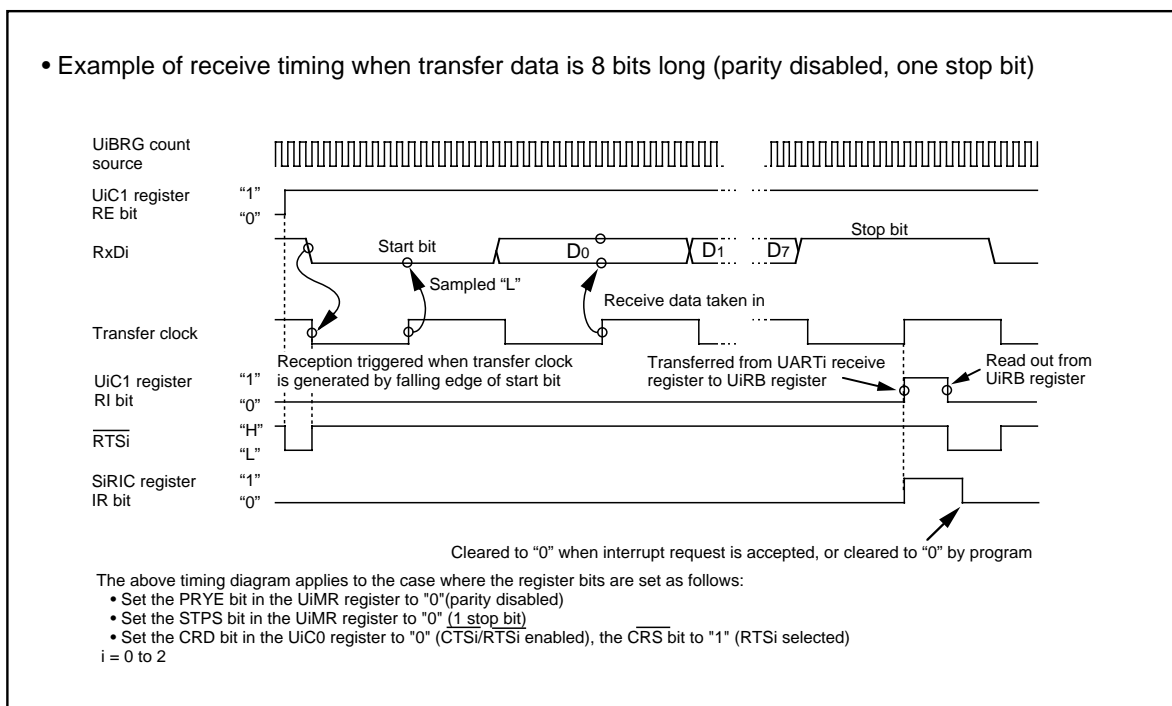 • Example of receive timing when transfer data is 8 bits long (parity disabled, one stop bit)
UiBRG count
source
UiC1 register
RE bit
“1”
“0”
RxDi
Start bit
D0
D1
D7
Stop bit
Sampled “L”
Receive data taken in
Transfer clock
Reception triggered when transfer clock
is generated by falling edge of start bit
Transferred from UARTi receive
register to UiRB register
Read out from
UiRB register
UiC1 register
RI bit
“1”
“0”
RTSi
“H”
“L”
SiRIC register
IR bit
“1”
“0”
Cleared to “0” when interrupt request is accepted, or cleared to “0” by program
The above timing diagram applies to the case where the register bits are set as follows:
• Set the PRYE bit in the UiMR register to "0"(parity disabled)
• Set the STPS bit in the UiMR register to "0" (1 stop bit)
• Set the CRD bit in the UiC0 register to "0" (CTSi/RTSi enabled), the CRS bit to "1" (RTSi selected)
i = 0 to 2